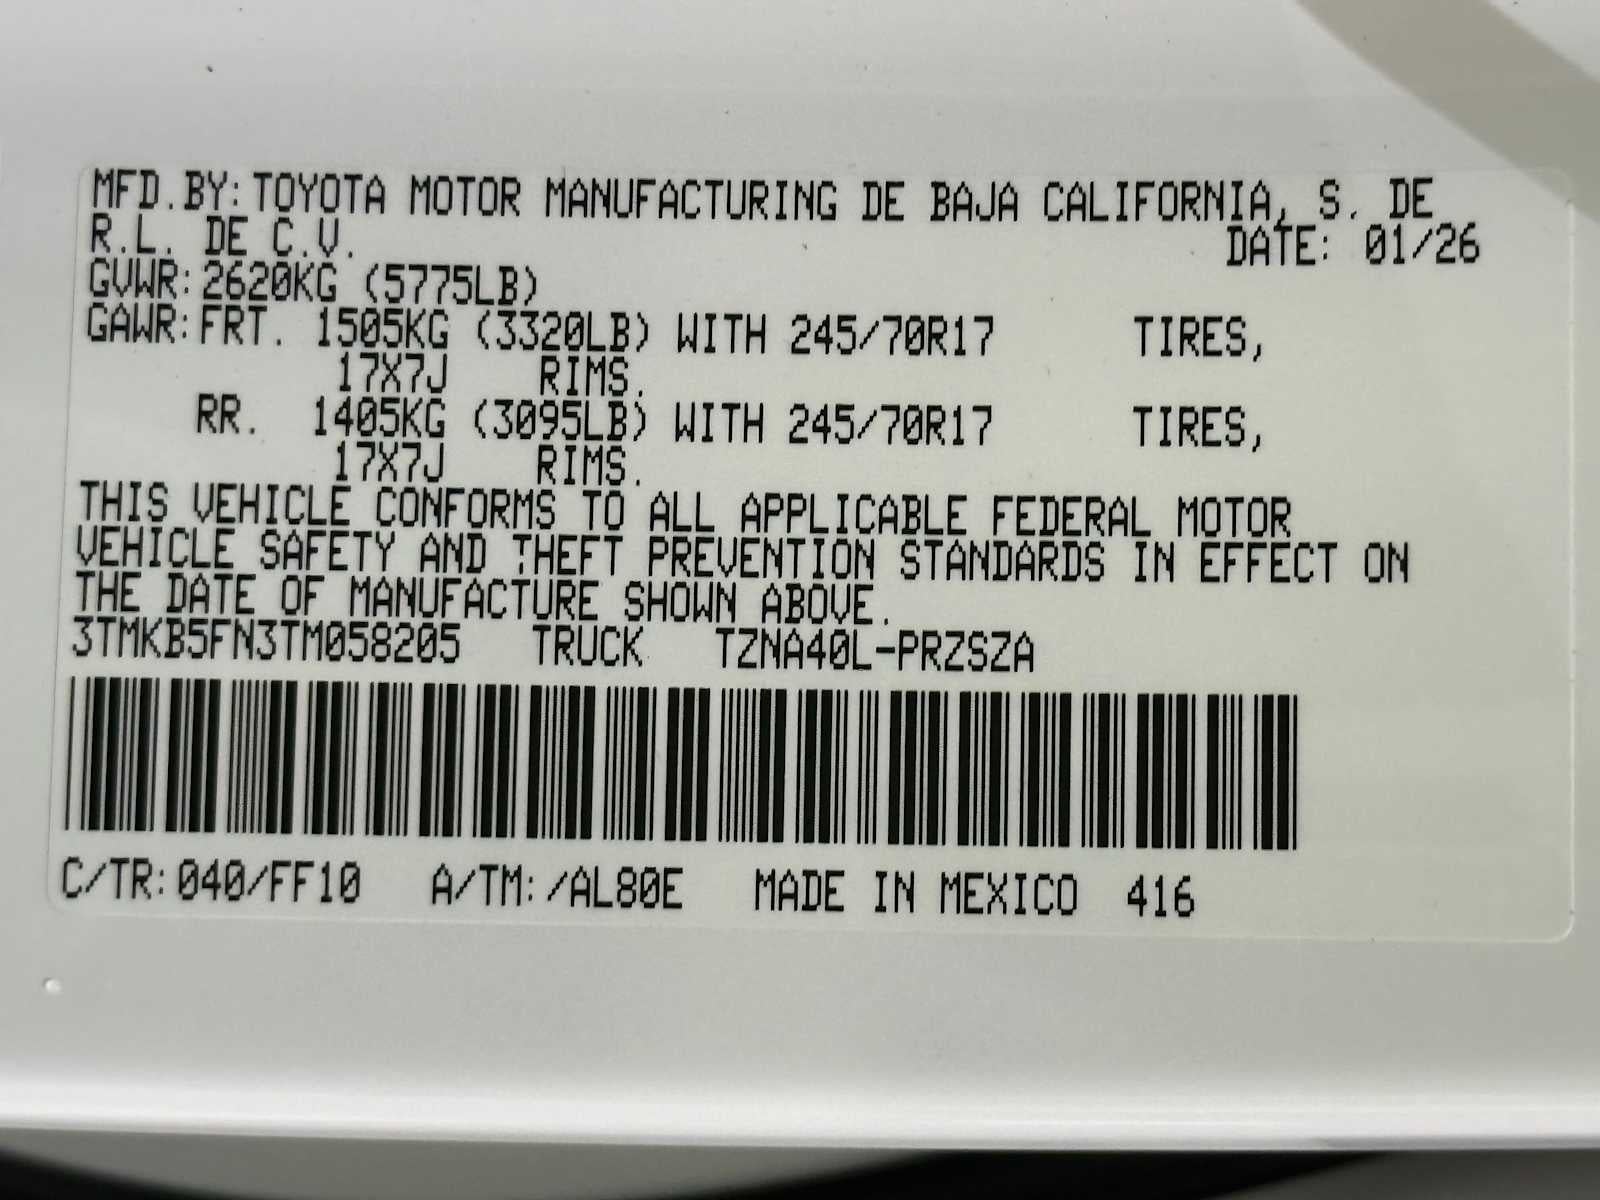 MFD.BY: TOYOTA MOTOR MANUFACTURING DE BAJA CALIFORNIA, S. DE
R.L. DE C.V. DATE: 01/26
GVWR: 2620KG (5775LB)
GAWR: FRT. 1505KG (3320LB) WITH 245/70R17 TIRES,
17X7J RIMS.
RR. 1405KG (3095LB) WITH 245/70R17 TIRES,
17X7J RIMS.
THIS VEHICLE CONFORMS TO ALL APPLICABLE FEDERAL MOTOR
VEHICLE SAFETY AND THEFT PREVENTION STANDARDS IN EFFECT ON
THE DATE OF MANUFACTURE SHOWN ABOVE.
3TMKB5FN3TM058205 TRUCK TZNA40L-PRZSZA
C/TR: 040/FF10 A/TM: /AL80E MADE IN MEXICO 416